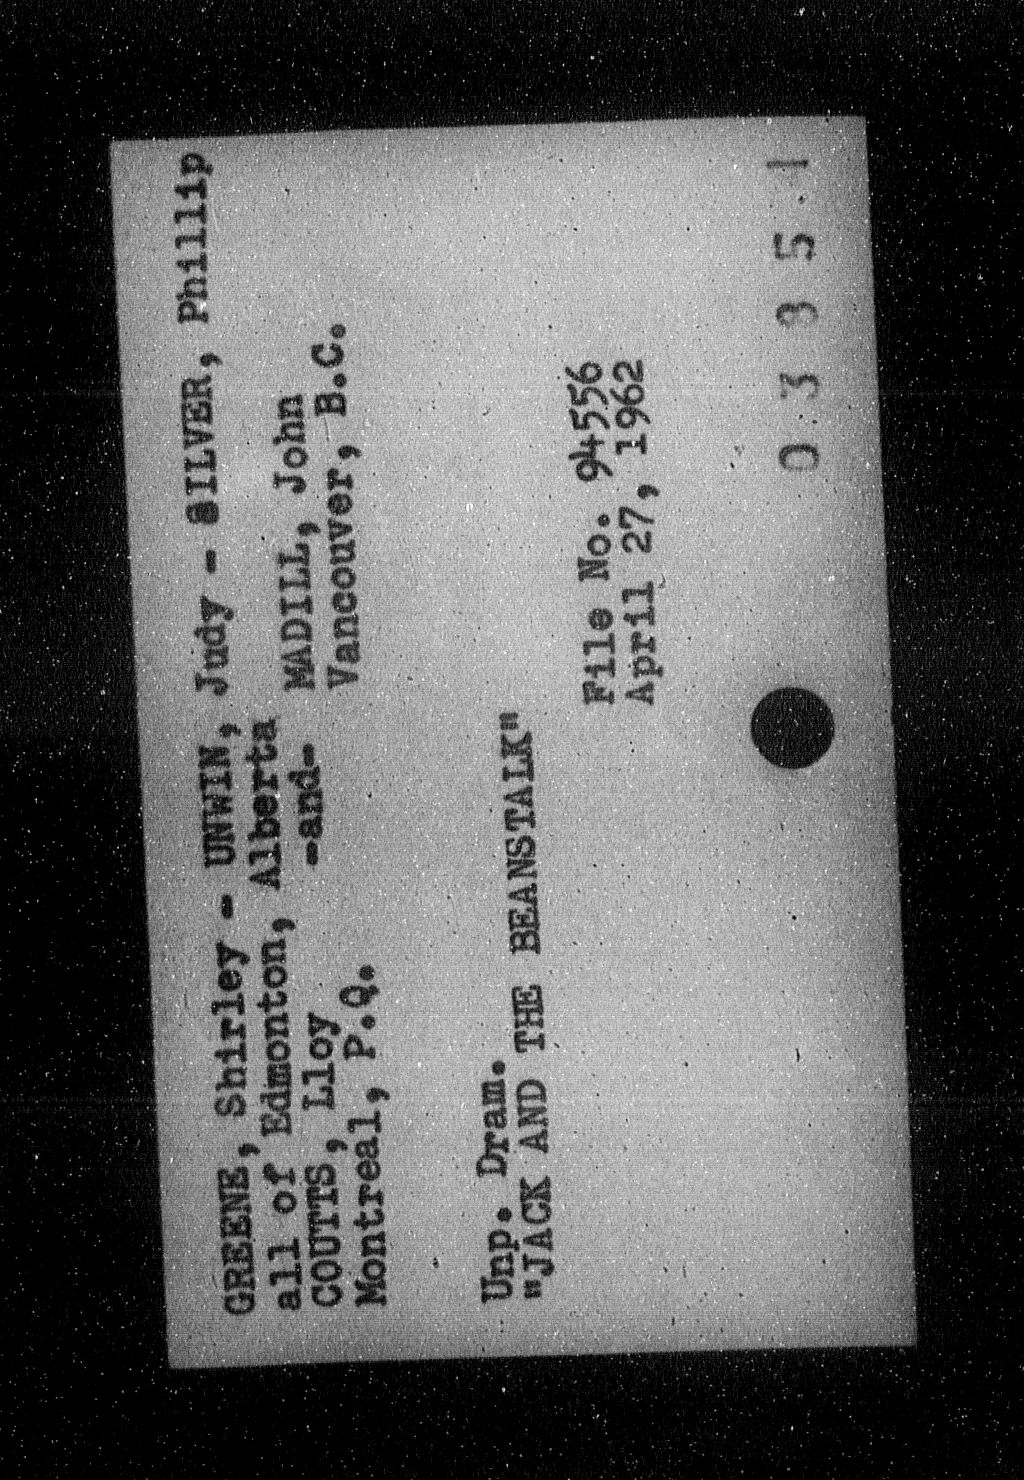 GREENE, Shirley - UNWIN, Judy - SILVER, Phillip
all of Edmonton, Alberta
COUTTS, Lloy -and- MADILL, John
Montreal, P.Q. Vancouver, B.C.
Unp. Dram.
"JACK AND THE BEANSTALK"
File No. 94556
April 27, 1962
0 3 3 5 1